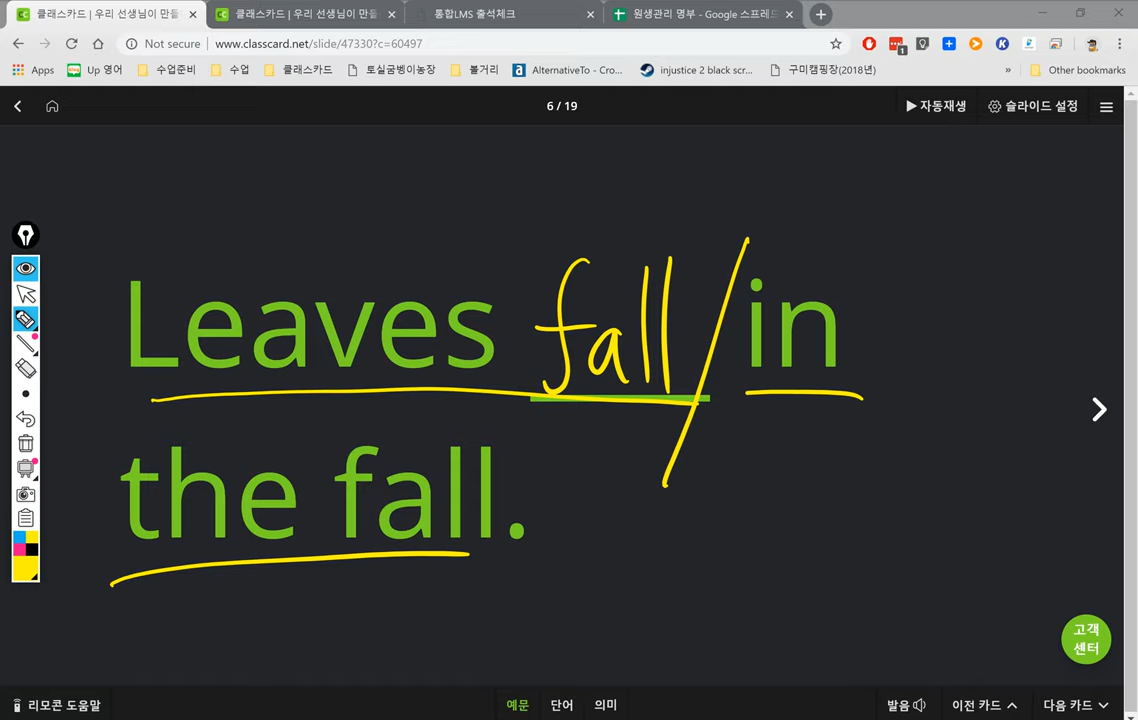 클래스카드 | 우리 선생님이 만들
클래스카드 | 우리 선생님이 만들
통합LMS 출석체크
원생관리 명부 - Google 스프레드
Not secure | www.classcard.net/slide/47330?c=60497
1
Apps
Up 영어
수업준비
수업
클래스카드
토실굼벵이농장
볼거리
AlternativeTo - Cro...
injustice 2 black scr...
구미캠핑장(2018년)
»
Other bookmarks
6 / 19
자동재생
슬라이드 설정
Leaves fall / in
the fall.
고객
센터
리모콘 도움말
예문
단어
의미
발음
이전 카드
다음 카드